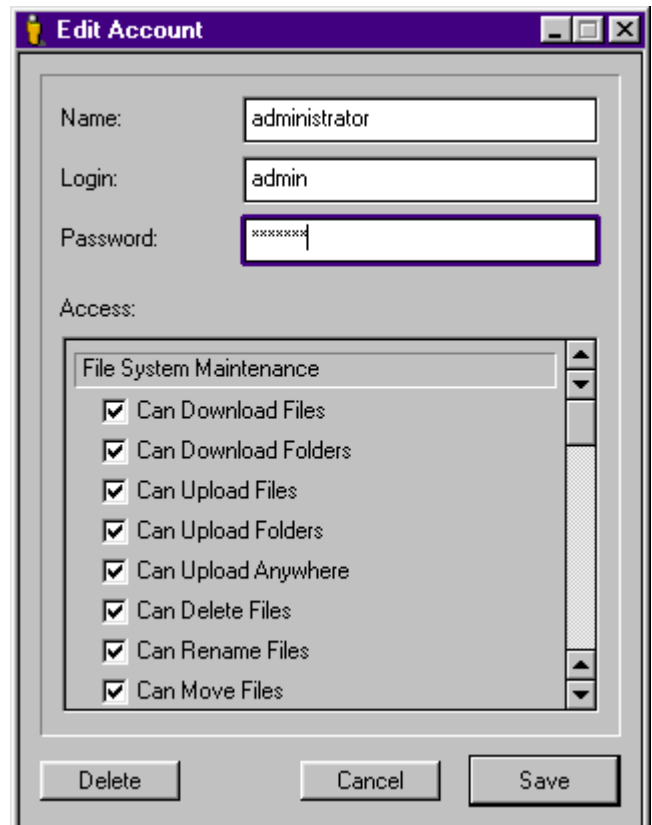 Edit Account
Name: administrator
Login: admin
Password: *******
Access:
File System Maintenance
Can Download Files
Can Download Folders
Can Upload Files
Can Upload Folders
Can Upload Anywhere
Can Delete Files
Can Rename Files
Can Move Files
Delete Cancel Save